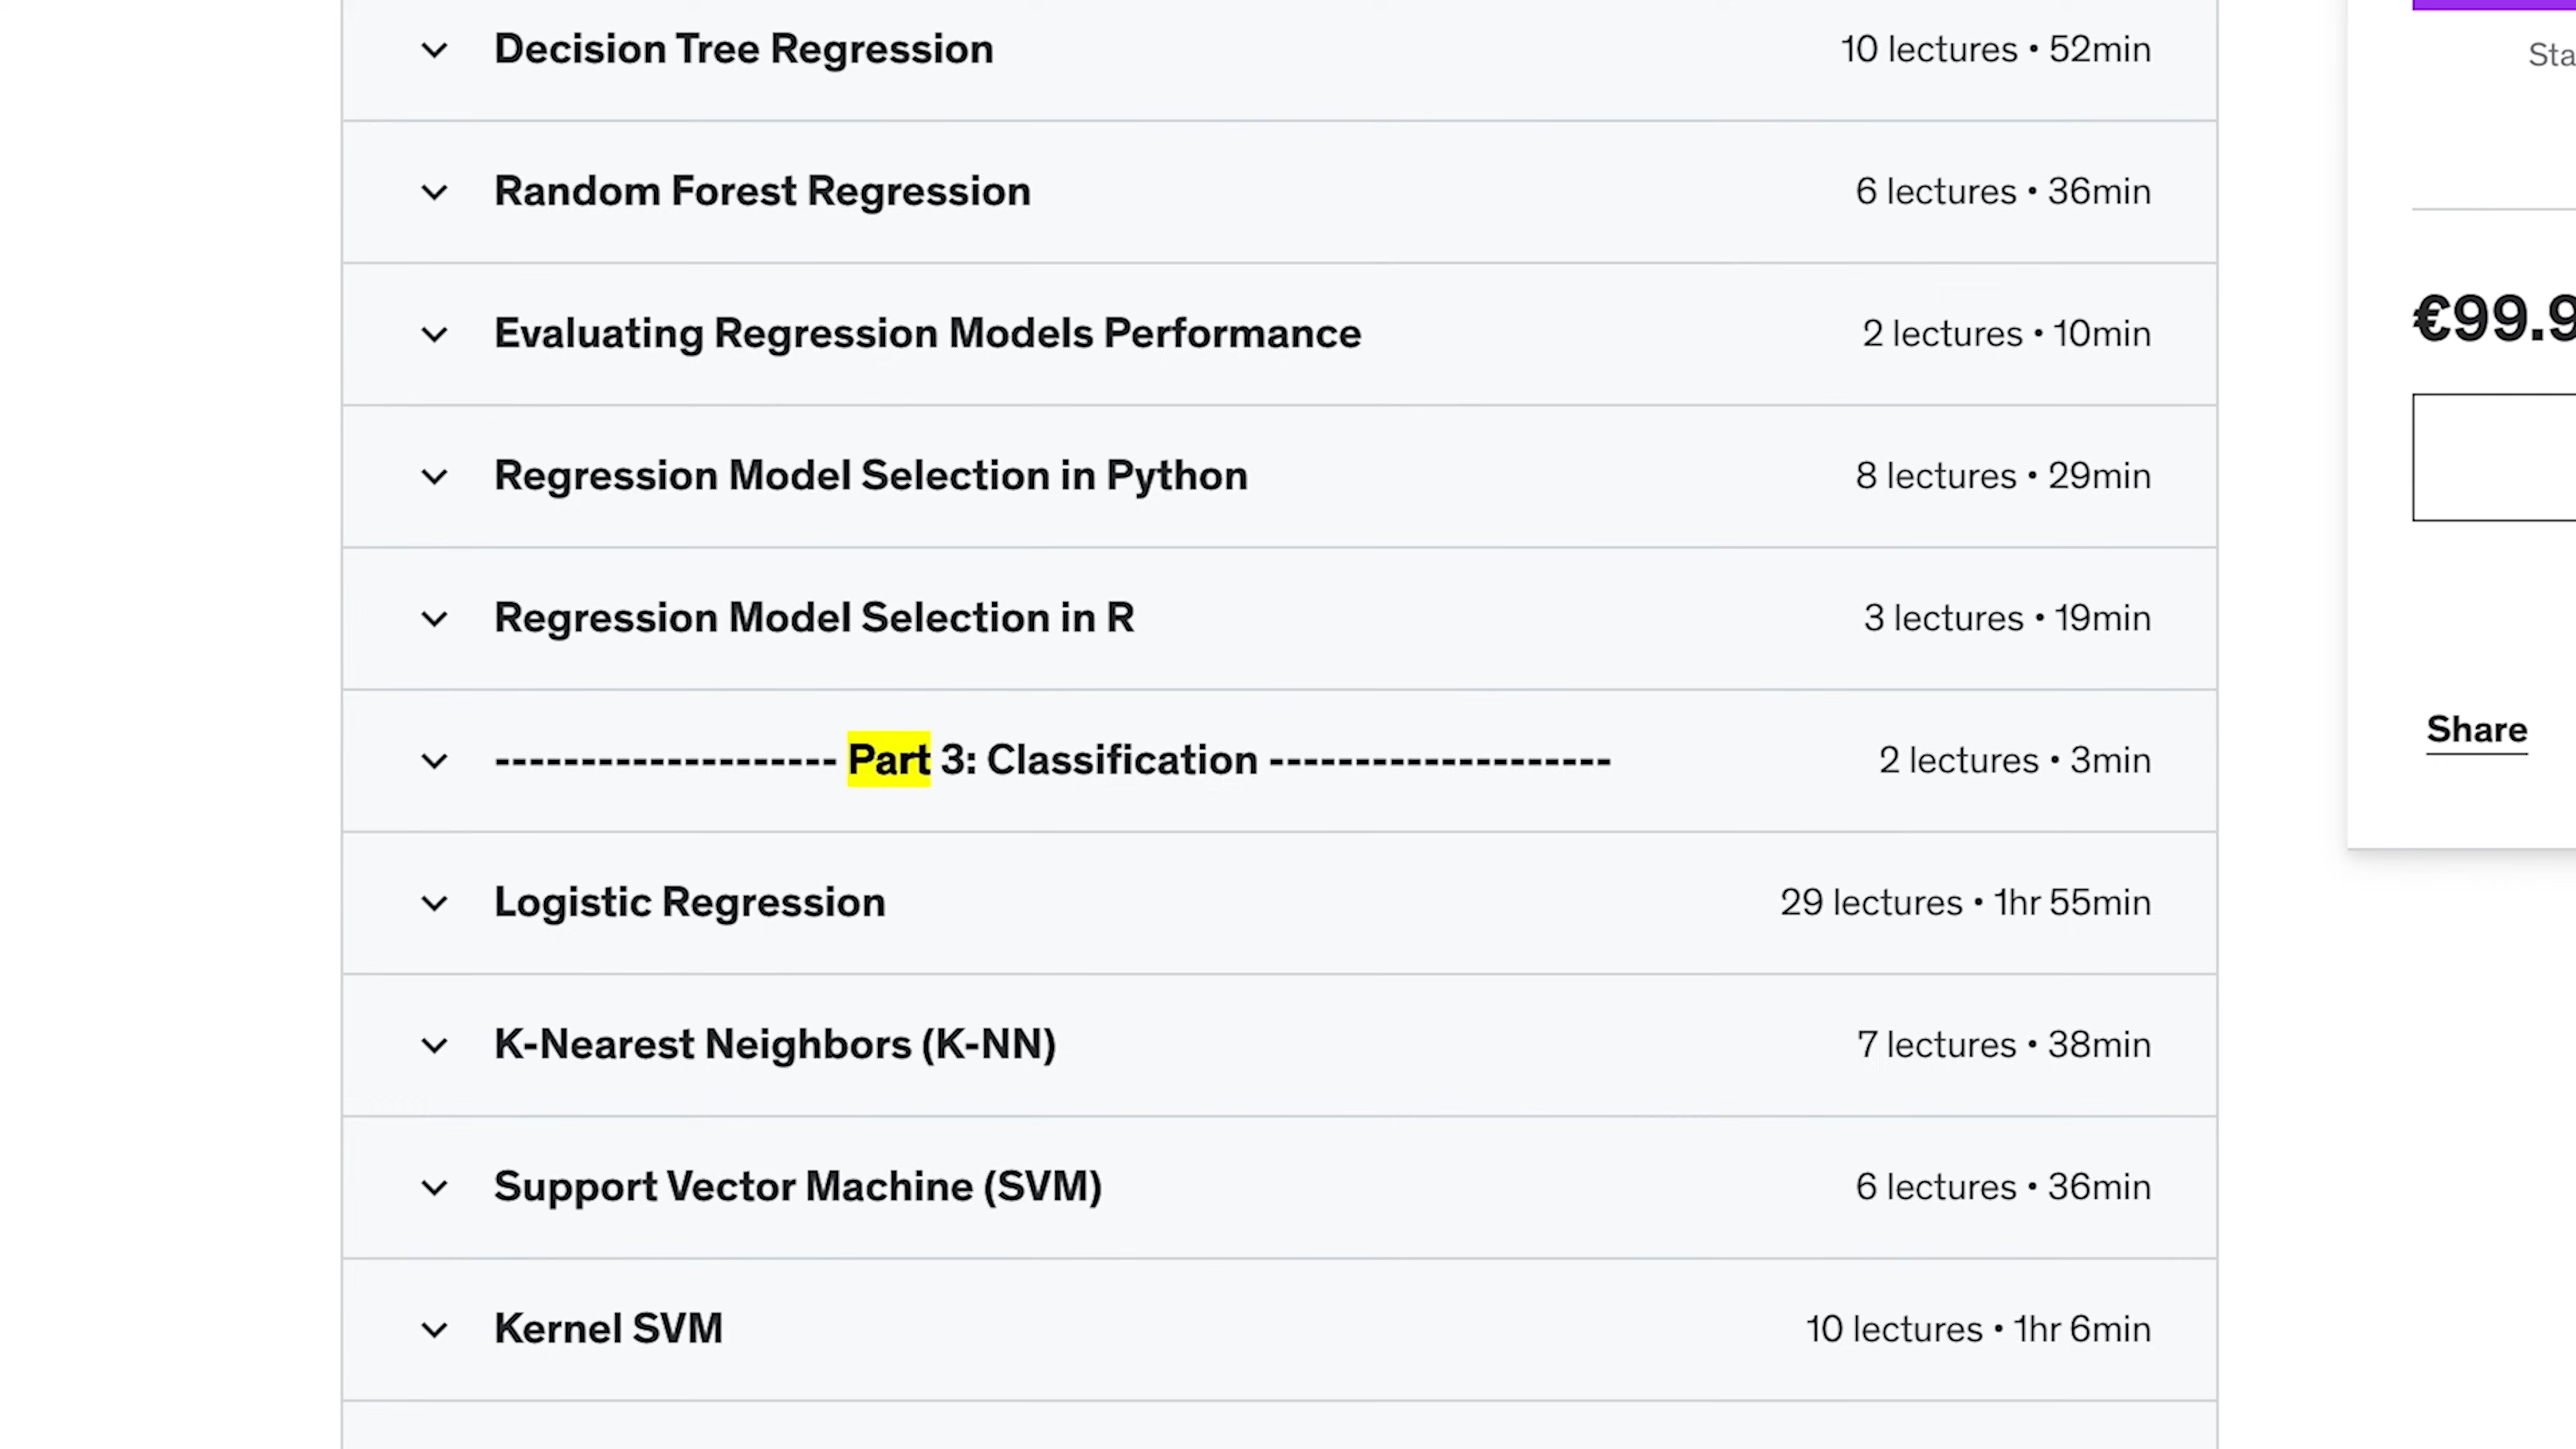 Decision Tree Regression 10 lectures • 52min
Random Forest Regression 6 lectures • 36min
Evaluating Regression Models Performance 2 lectures • 10min
Regression Model Selection in Python 8 lectures • 29min
Regression Model Selection in R 3 lectures • 19min
-------------------- Part 3: Classification -------------------- 2 lectures • 3min
Logistic Regression 29 lectures • 1hr 55min
K-Nearest Neighbors (K-NN) 7 lectures • 38min
Support Vector Machine (SVM) 6 lectures • 36min
Kernel SVM 10 lectures • 1hr 6min
€99.9
Share